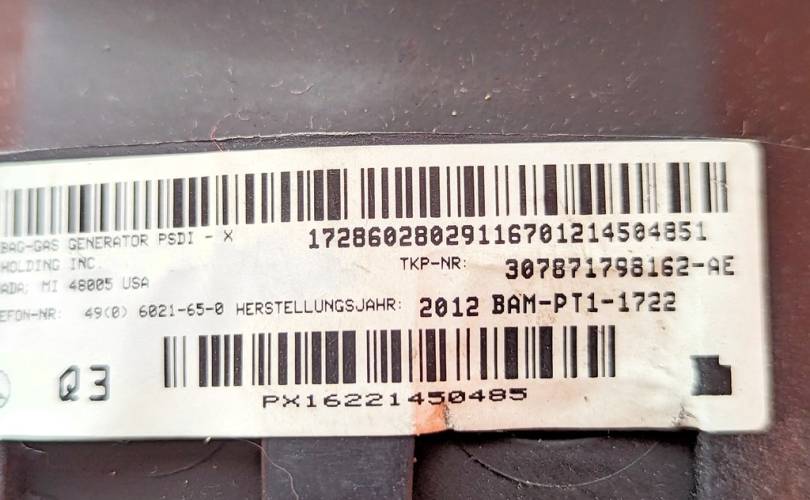 BAG-GAS GENERATOR PSDI - X
17286028029116701214504851
HOLDING INC.
TKP-NR: 307871798162-AE
ADA, MI 48005 USA
EFON-NR: 49(0) 6021-65-0 HERSTELLUNGSJAHR: 2012 BAM-PT1-1722
Q3
PX16221450485